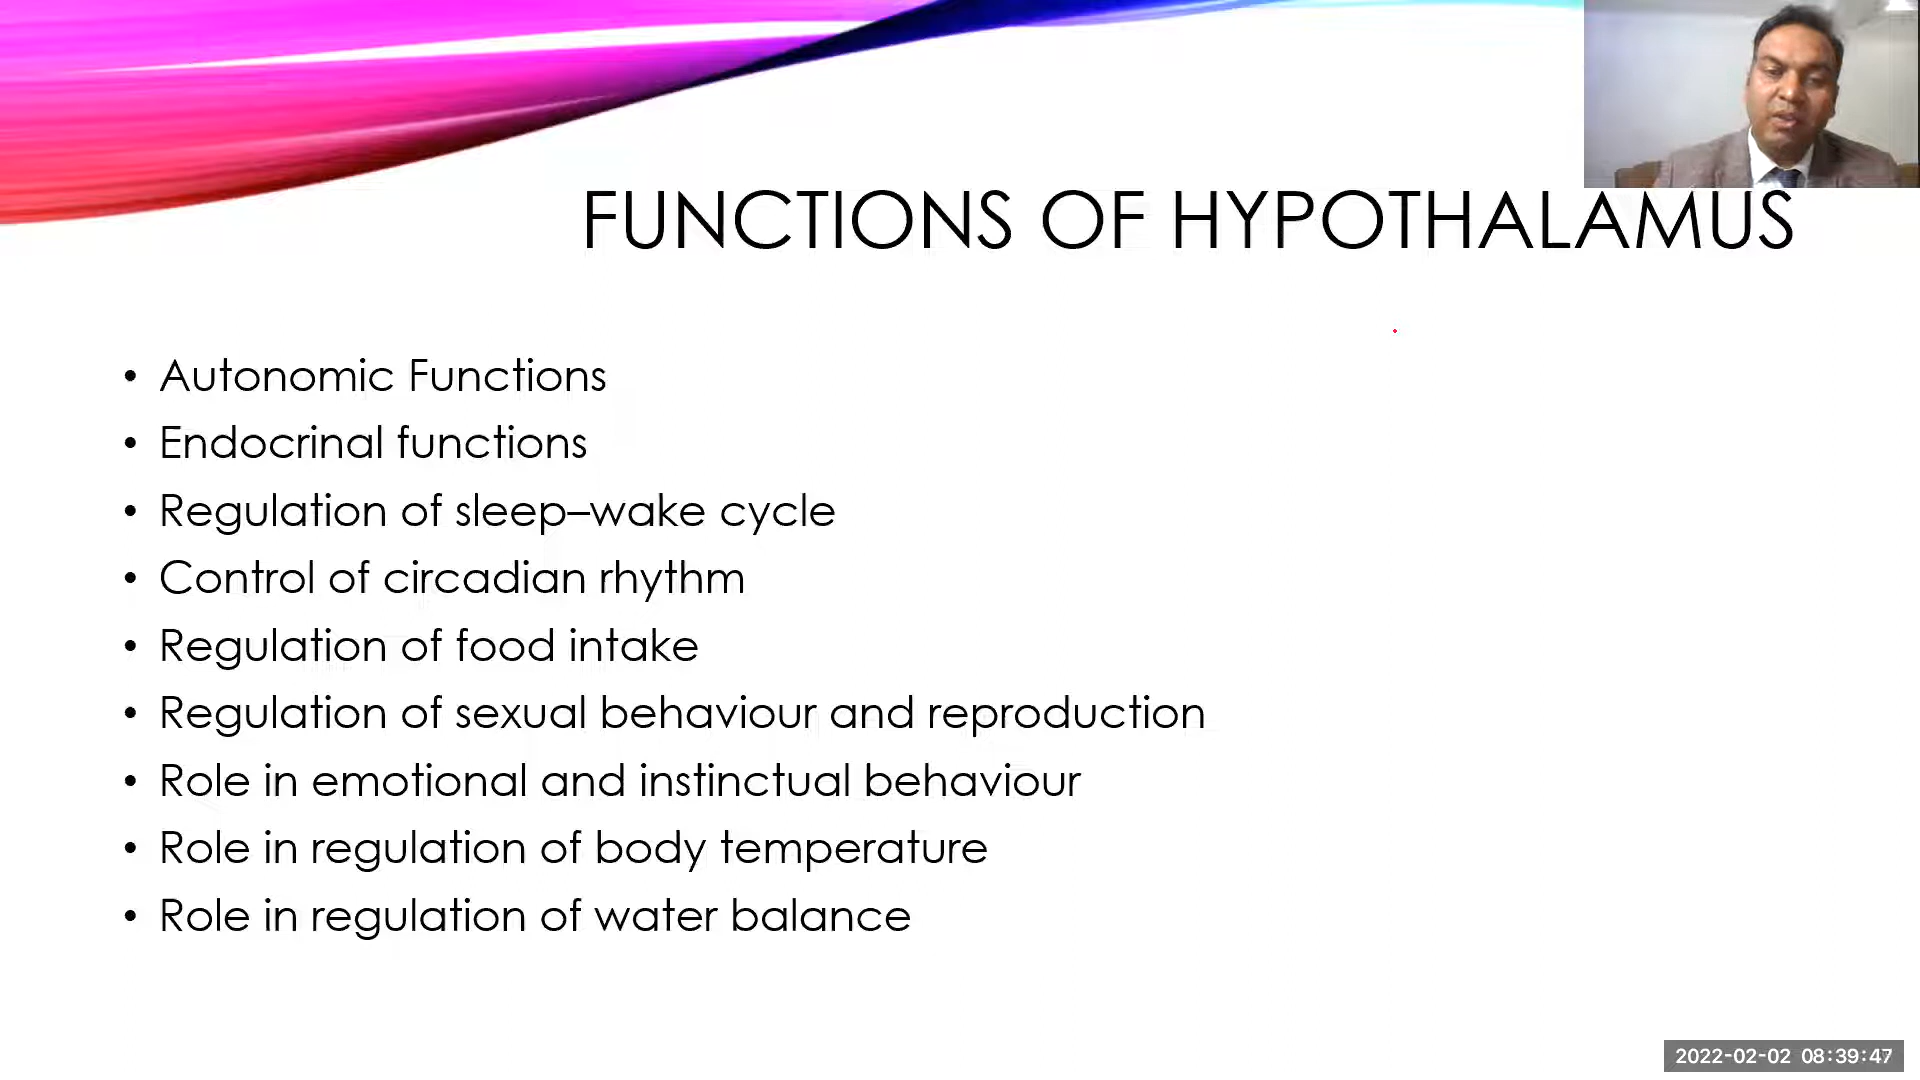 FUNCTIONS OF HYPOTHALAMUS
• Autonomic Functions
• Endocrinal functions
• Regulation of sleep–wake cycle
• Control of circadian rhythm
• Regulation of food intake
• Regulation of sexual behaviour and reproduction
• Role in emotional and instinctual behaviour
• Role in regulation of body temperature
• Role in regulation of water balance
2022-02-02 08:39:47